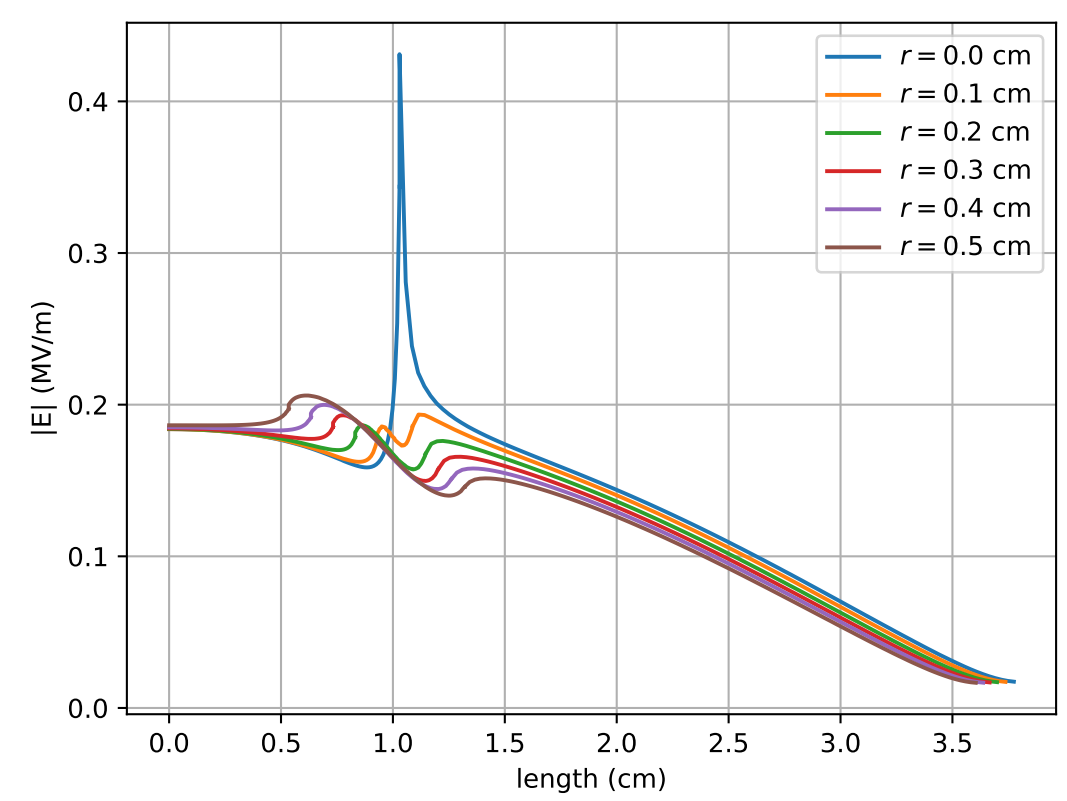 r = 0.0 cm
r = 0.1 cm
r = 0.2 cm
r = 0.3 cm
r = 0.4 cm
r = 0.5 cm
|E| (MV/m)
0.4
0.3
0.2
0.1
0.0
0.0 0.5 1.0 1.5 2.0 2.5 3.0 3.5
length (cm)